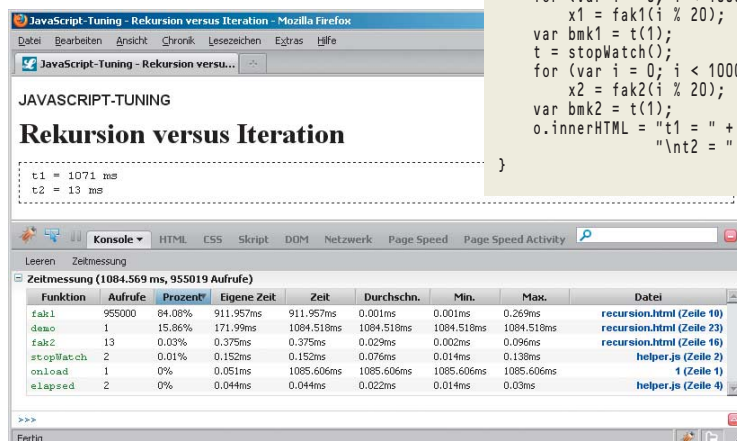 JavaScript-Tuning - Rekursion versus Iteration - Mozilla Firefox
Datei Bearbeiten Ansicht Chronik Lesezeichen Extras Hilfe
JavaScript-Tuning - Rekursion versu...
JAVASCRIPT-TUNING
Rekursion versus Iteration
t1 = 1071 ms
t2 = 13 ms
x1 = fak1(i % 20);
var bmk1 = t(1);
t = stopWatch();
for (var i = 0; i < 1000
x2 = fak2(i % 20);
var bmk2 = t(1);
o.innerHTML = "t1 = " +
"\nt2 = "
}
Konsole HTML CSS Skript DOM Netzwerk Page Speed Page Speed Activity
Leeren Zeitmessung
Zeitmessung (1084.569 ms, 955019 Aufrufe)
Funktion Aufrufe Prozent Eigene Zeit Zeit Durchschn. Min. Max. Datei
fak1 955000 84.08% 911.957ms 911.957ms 0.001ms 0.001ms 0.269ms recursion.html (Zeile 10)
demo 1 15.86% 171.99ms 1084.518ms 1084.518ms 1084.518ms 1084.518ms recursion.html (Zeile 23)
fak2 13 0.03% 0.375ms 0.375ms 0.029ms 0.002ms 0.096ms recursion.html (Zeile 16)
stopWatch 2 0.01% 0.152ms 0.152ms 0.076ms 0.014ms 0.138ms helper.js (Zeile 2)
onload 1 0% 0.051ms 1085.606ms 1085.606ms 1085.606ms 1085.606ms 1 (Zeile 1)
elapsed 2 0% 0.044ms 0.044ms 0.022ms 0.014ms 0.03ms helper.js (Zeile 4)
>>>
Fertig